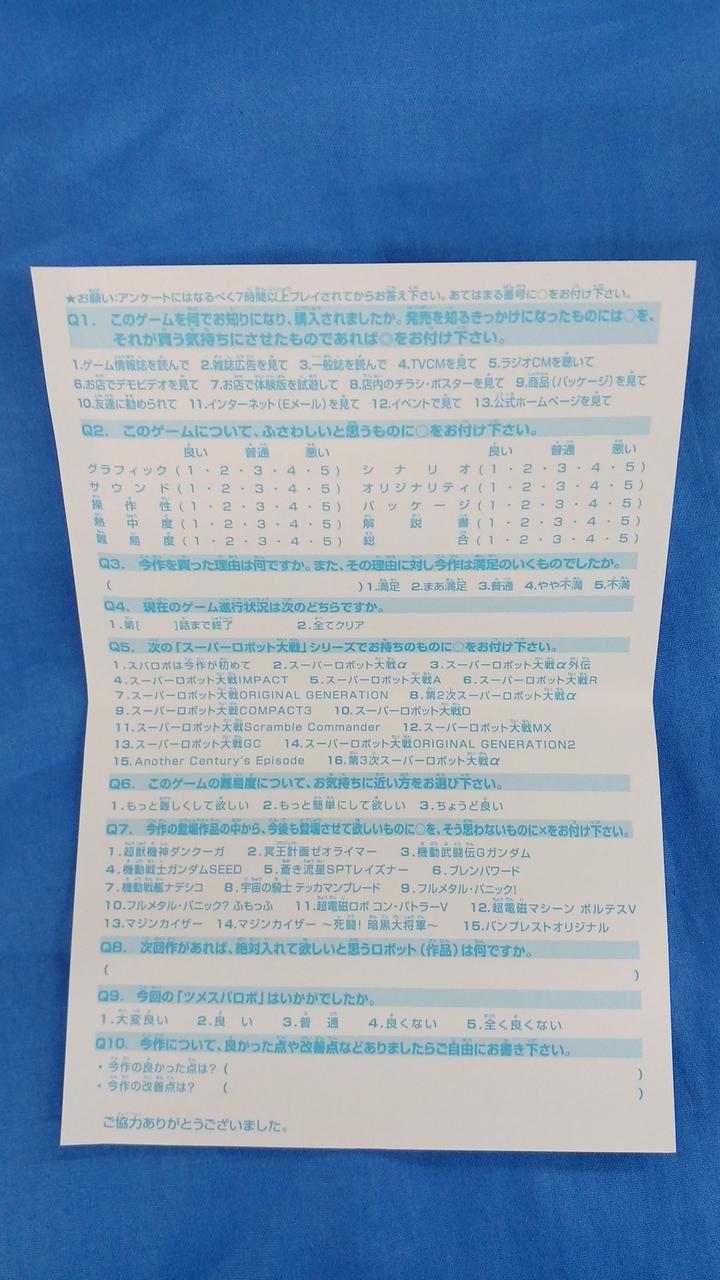 ★お願い:アンケートにはなるべく7時間以上プレイされてからお答え下さい。あてはまる番号に○をお付け下さい。
Q1. このゲームを何でお知りになり、購入されましたか。発売を知るきっかけになったものには○を、
それが買う気持ちにさせたものであれば◎をお付け下さい。
1.ゲーム情報誌を読んで 2.雑誌広告を見て 3.一般誌を読んで 4.TVCMを見て 5.ラジオCMを聴いて
6.お店でデモビデオを見て 7.お店で体験版を試遊して 8.店内のチラシ・ポスターを見て 9.商品(パッケージ)を見て
10.友達に勧められて 11.インターネット(Eメール)を見て 12.イベントで見て 13.公式ホームページを見て
Q2. このゲームについて、ふさわしいと思うものに○をお付け下さい。
良い 普通 悪い 良い 普通 悪い
グラフィック(1・2・3・4・5) シナリオ(1・2・3・4・5)
サウンド(1・2・3・4・5) オリジナリティ(1・2・3・4・5)
操作性(1・2・3・4・5) パッケージ(1・2・3・4・5)
熱中度(1・2・3・4・5) 解説書(1・2・3・4・5)
難易度(1・2・3・4・5) 総合(1・2・3・4・5)
Q3. 今作を買った理由は何ですか。また、その理由に対し今作は満足のいくものでしたか。
( )1.満足 2.まあ満足 3.普通 4.やや不満 5.不満
Q4. 現在のゲーム進行状況は次のどちらですか。
1.第[ ]話まで終了 2.全てクリア
Q5. 次の「スーパーロボット大戦」シリーズでお持ちのものに○をお付け下さい。
1.スパロボは今作が初めて 2.スーパーロボット大戦α 3.スーパーロボット大戦α外伝
4.スーパーロボット大戦IMPACT 5.スーパーロボット大戦A 6.スーパーロボット大戦R
7.スーパーロボット大戦ORIGINAL GENERATION 8.第2次スーパーロボット大戦α
9.スーパーロボット大戦COMPACT3 10.スーパーロボット大戦D
11.スーパーロボット大戦Scramble Commander 12.スーパーロボット大戦MX
13.スーパーロボット大戦GC 14.スーパーロボット大戦ORIGINAL GENERATION2
15.Another Century's Episode 16.第3次スーパーロボット大戦α
Q6. このゲームの難易度について、お気持ちに近い方をお選び下さい。
1.もっと難しくして欲しい 2.もっと簡単にして欲しい 3.ちょうど良い
Q7. 今作の登場作品の中から、今後も登場させて欲しいものに○を、そう思わないものに×をお付け下さい。
1.超獣機神ダンクーガ 2.冥王計画ゼオライマー 3.機動武闘伝Gガンダム
4.機動戦士ガンダムSEED 5.蒼き流星SPTレイズナー 6.ブレンパワード
7.機動戦艦ナデシコ 8.宇宙の騎士 テッカマンブレード 9.フルメタル・パニック!
10.フルメタル・パニック? ふもっふ 11.超電磁ロボ コン・バトラーV 12.超電磁マシーン ボルテスV
13.マジンカイザー 14.マジンカイザー ～死闘! 暗黒大将軍～ 15.バンプレストオリジナル
Q8. 次回作があれば、絶対入れて欲しいと思うロボット(作品)は何ですか。
( )
Q9. 今回の「ツメスパロボ」はいかがでしたか。
1.大変良い 2.良い 3.普通 4.良くない 5.全く良くない
Q10. 今作について、良かった点や改善点などありましたらご自由にお書き下さい。
・今作の良かった点は? ( )
・今作の改善点は? ( )
ご協力ありがとうございました。